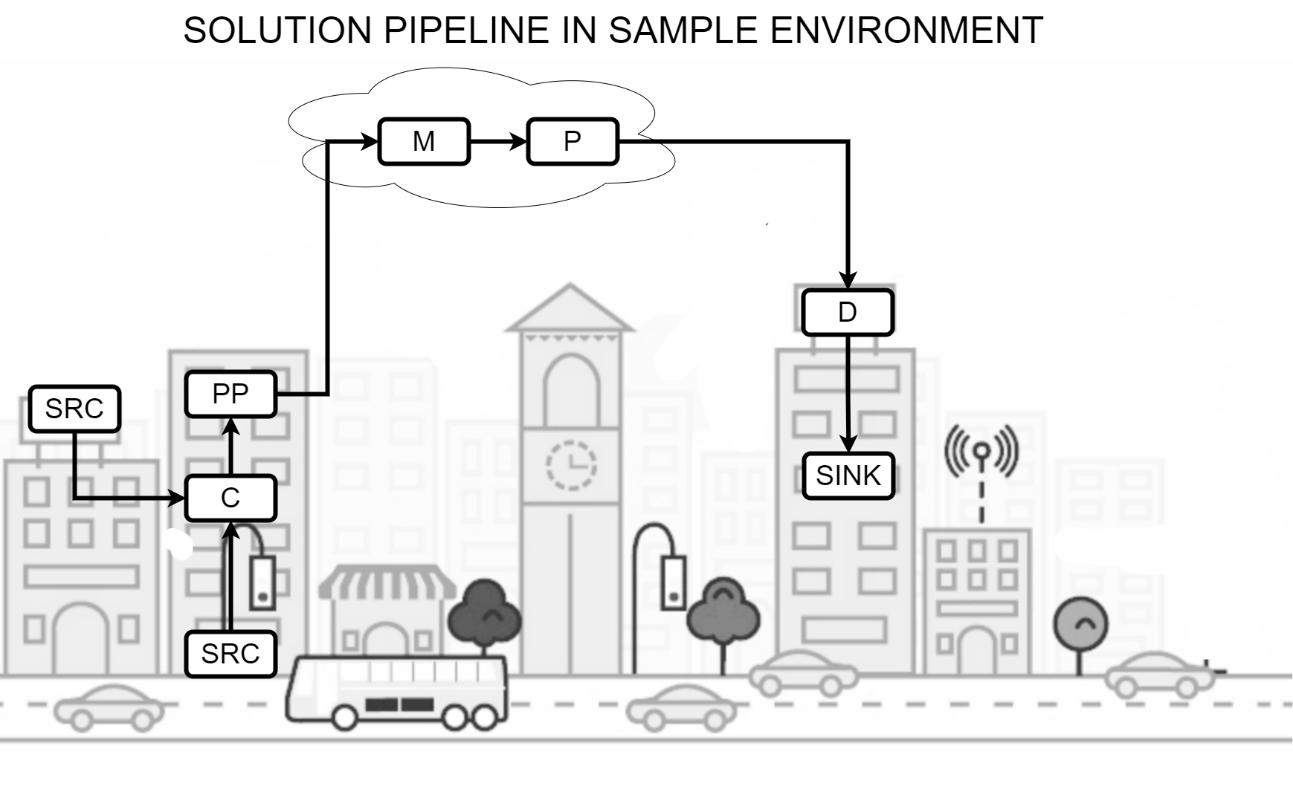 SOLUTION PIPELINE IN SAMPLE ENVIRONMENT
M
P
D
PP
SRC
SINK
C
SRC